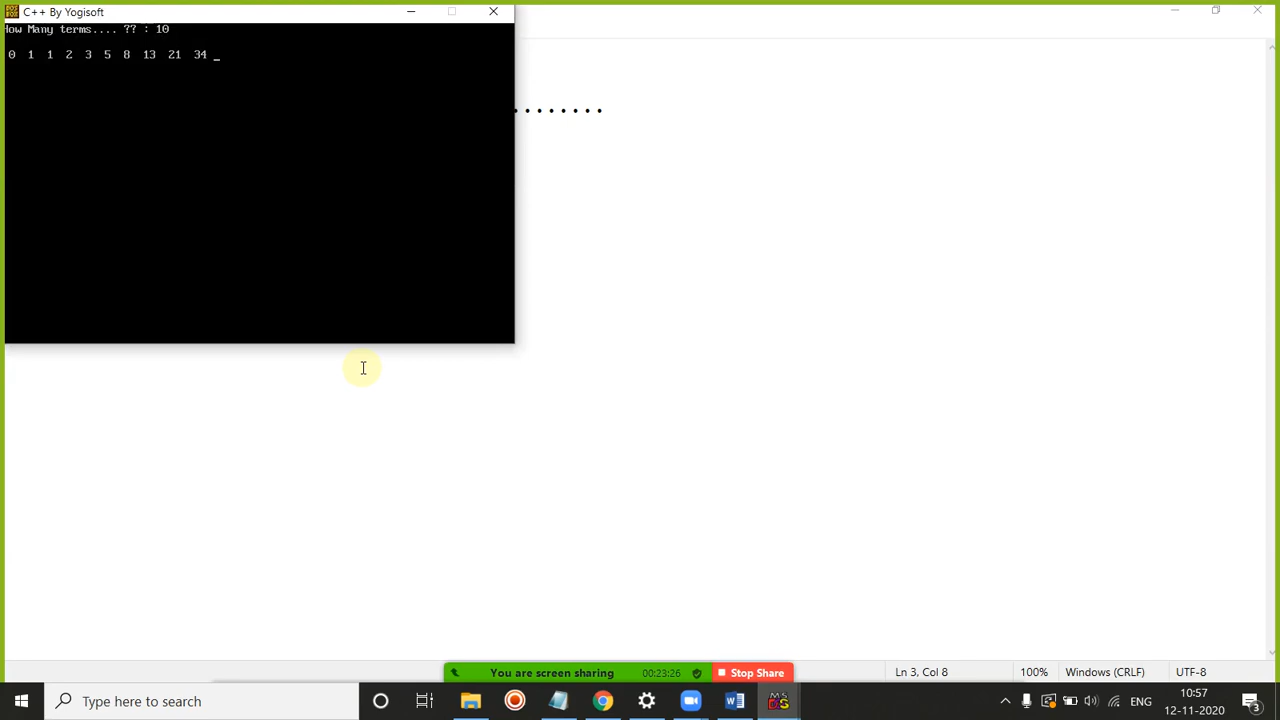 C++ By Yogisoft
How Many terms.... ?? : 10
0 1 1 2 3 5 8 13 21 34 _
........
You are screen sharing
00:23:26
Stop Share
Ln 3, Col 8
100%
Windows (CRLF)
UTF-8
Type here to search
ENG
10:57
12-11-2020
3